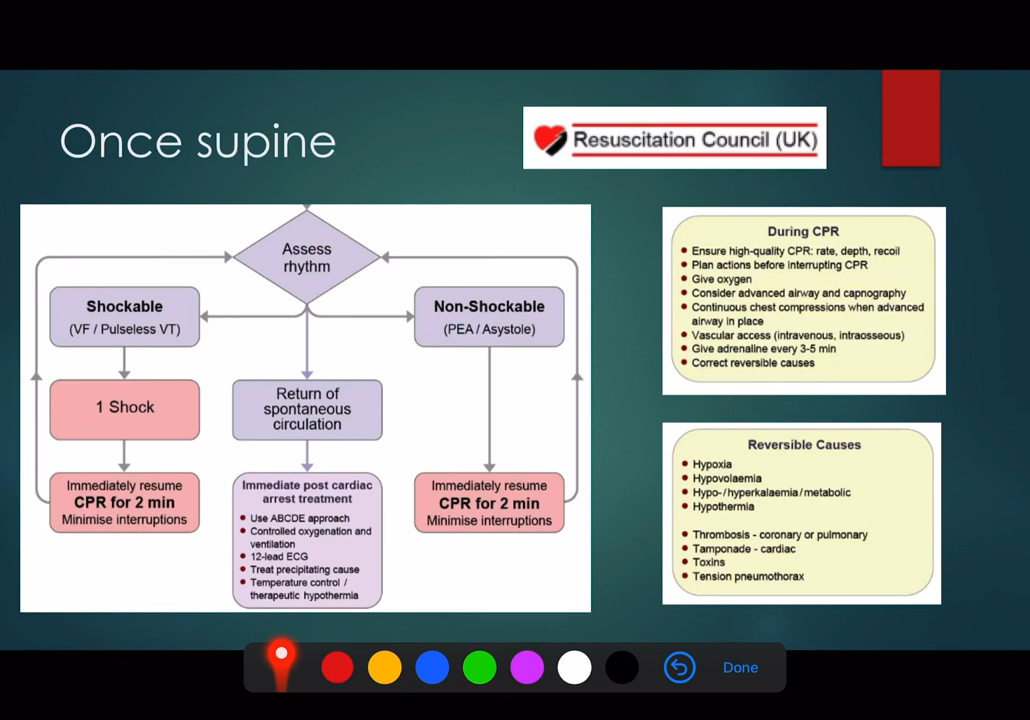 Once supine
Resuscitation Council (UK)
Assess
rhythm
Shockable
(VF / Pulseless VT)
Non-Shockable
(PEA / Asystole)
1 Shock
Return of
spontaneous
circulation
Immediately resume
CPR for 2 min
Minimise interruptions
Immediate post cardiac
arrest treatment
Use ABCDE approach
Controlled oxygenation and
ventilation
12-lead ECG
Treat precipitating cause
Temperature control /
therapeutic hypothermia
Immediately resume
CPR for 2 min
Minimise interruptions
During CPR
Ensure high-quality CPR: rate, depth, recoil
Plan actions before interrupting CPR
Give oxygen
Consider advanced airway and capnography
Continuous chest compressions when advanced
airway in place
Vascular access (intravenous, intraosseous)
Give adrenaline every 3-5 min
Correct reversible causes
Reversible Causes
Hypoxia
Hypovolaemia
Hypo-/hyperkalaemia/metabolic
Hypothermia
Thrombosis - coronary or pulmonary
Tamponade - cardiac
Toxins
Tension pneumothorax
Done